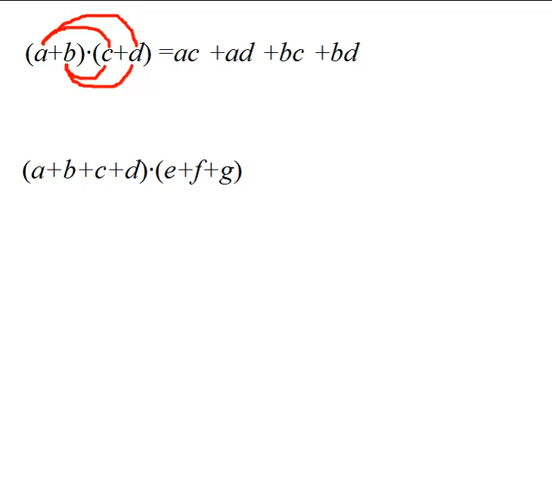 (a+b)·(c+d) =ac +ad +bc +bd
(a+b+c+d)·(e+f+g)